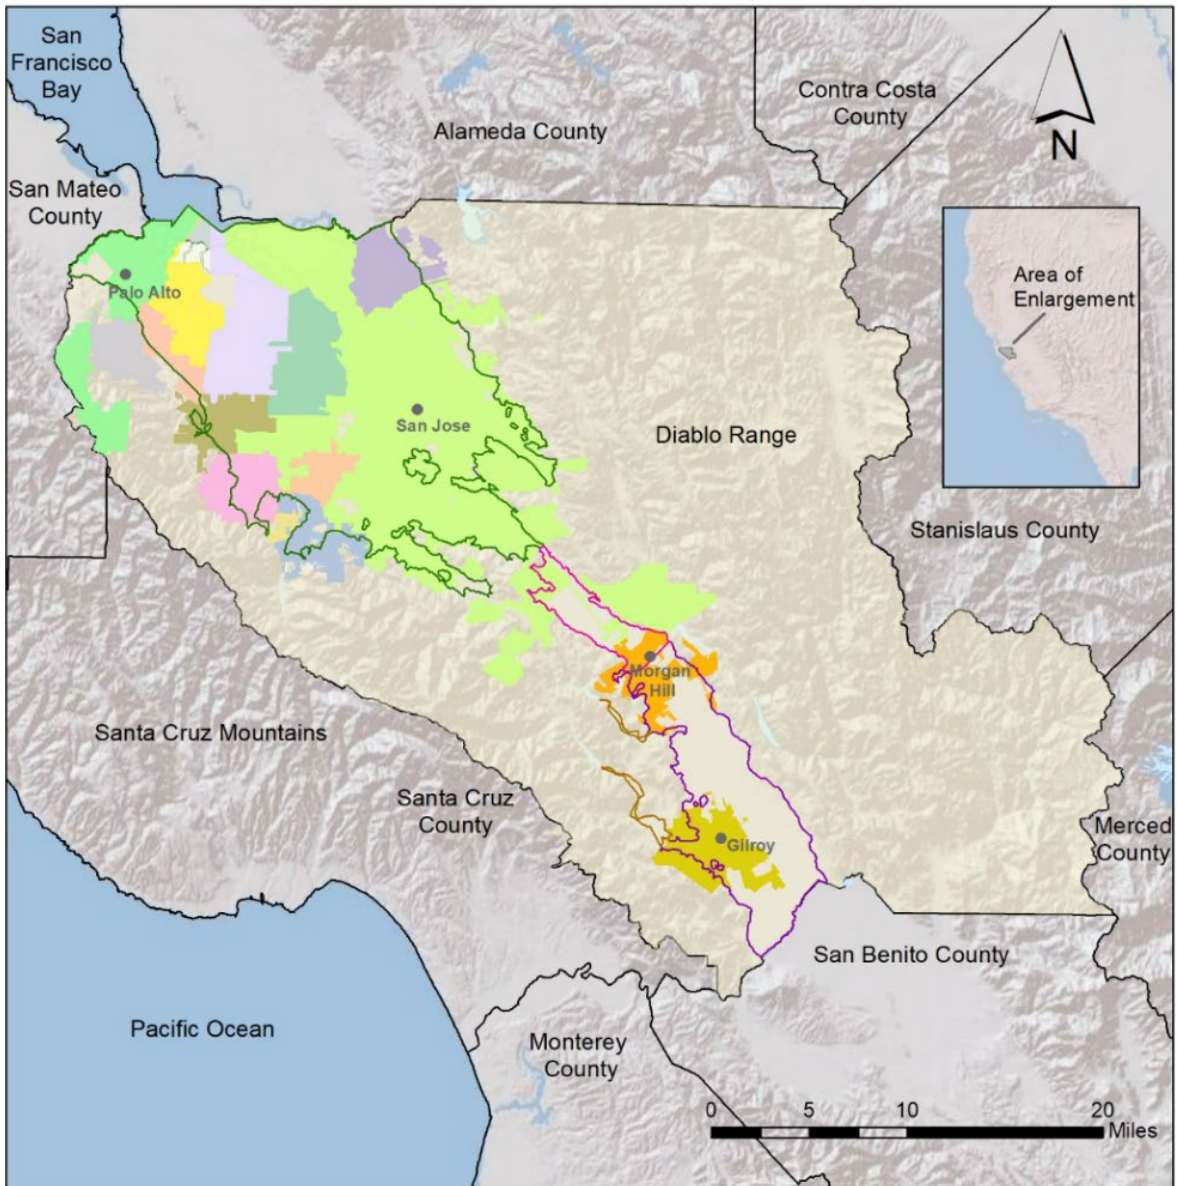 San
Francisco
Bay
Contra Costa
County
Alameda County
N
San Mateo
County
Area of
Enlargement
Palo Alto
San Jose
Diablo Range
Stanislaus County
Morgan
Hill
Santa Cruz Mountains
Santa Cruz
County
Merced
County
Gilroy
San Benito County
Pacific Ocean
Monterey
County
0 5 10 20
Miles